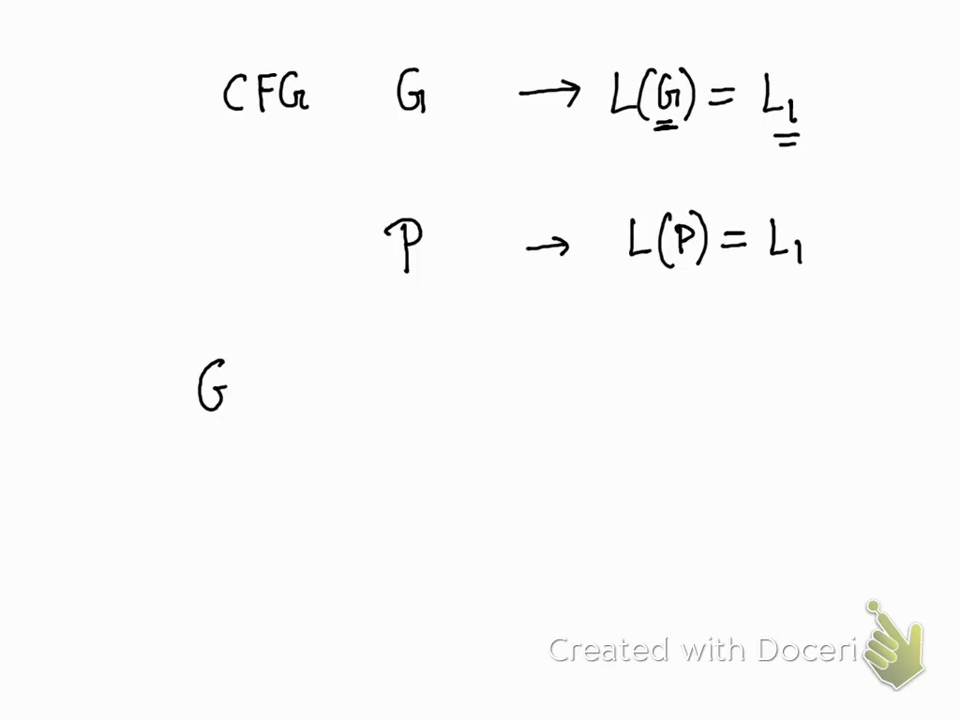 CFG G → L(G) = L₁
P → L(P) = L₁
G
Created with Doceri